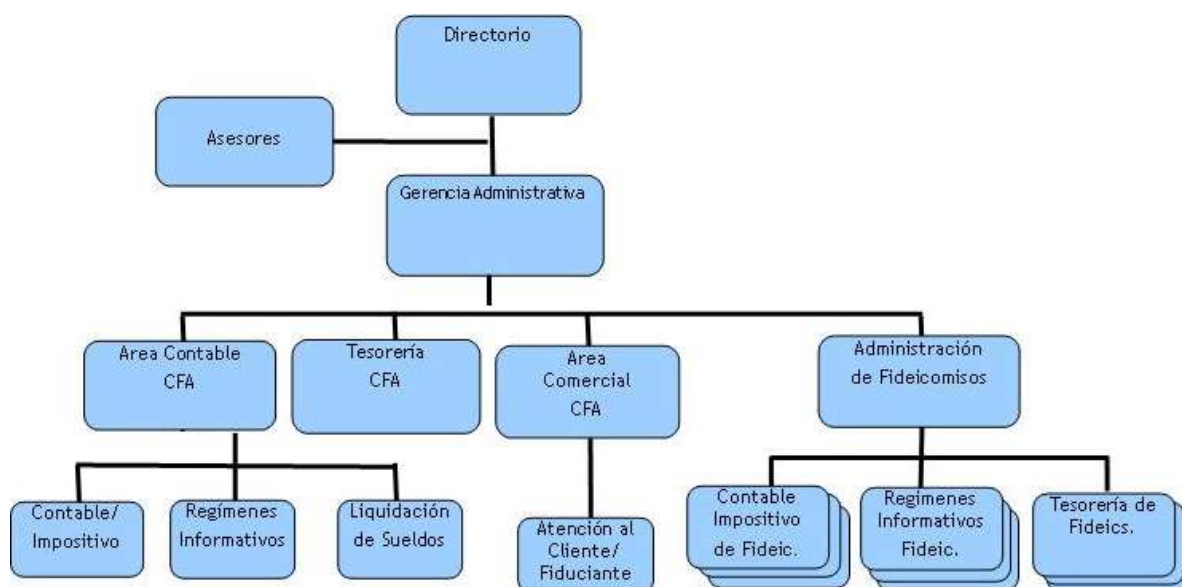 Directorio
Asesores
Gerencia Administrativa
Area Contable
CFA
Tesorería
CFA
Area
Comercial
CFA
Administración
de Fideicomisos
Contable/
Impositivo
Regímenes
Informativos
Liquidación
de Sueldos
Atención al
Cliente/
Fiduciante
Contable
Impositivo
de Fideic.
Regímenes
Informativos
Fideic.
Tesorería de
Fideics.